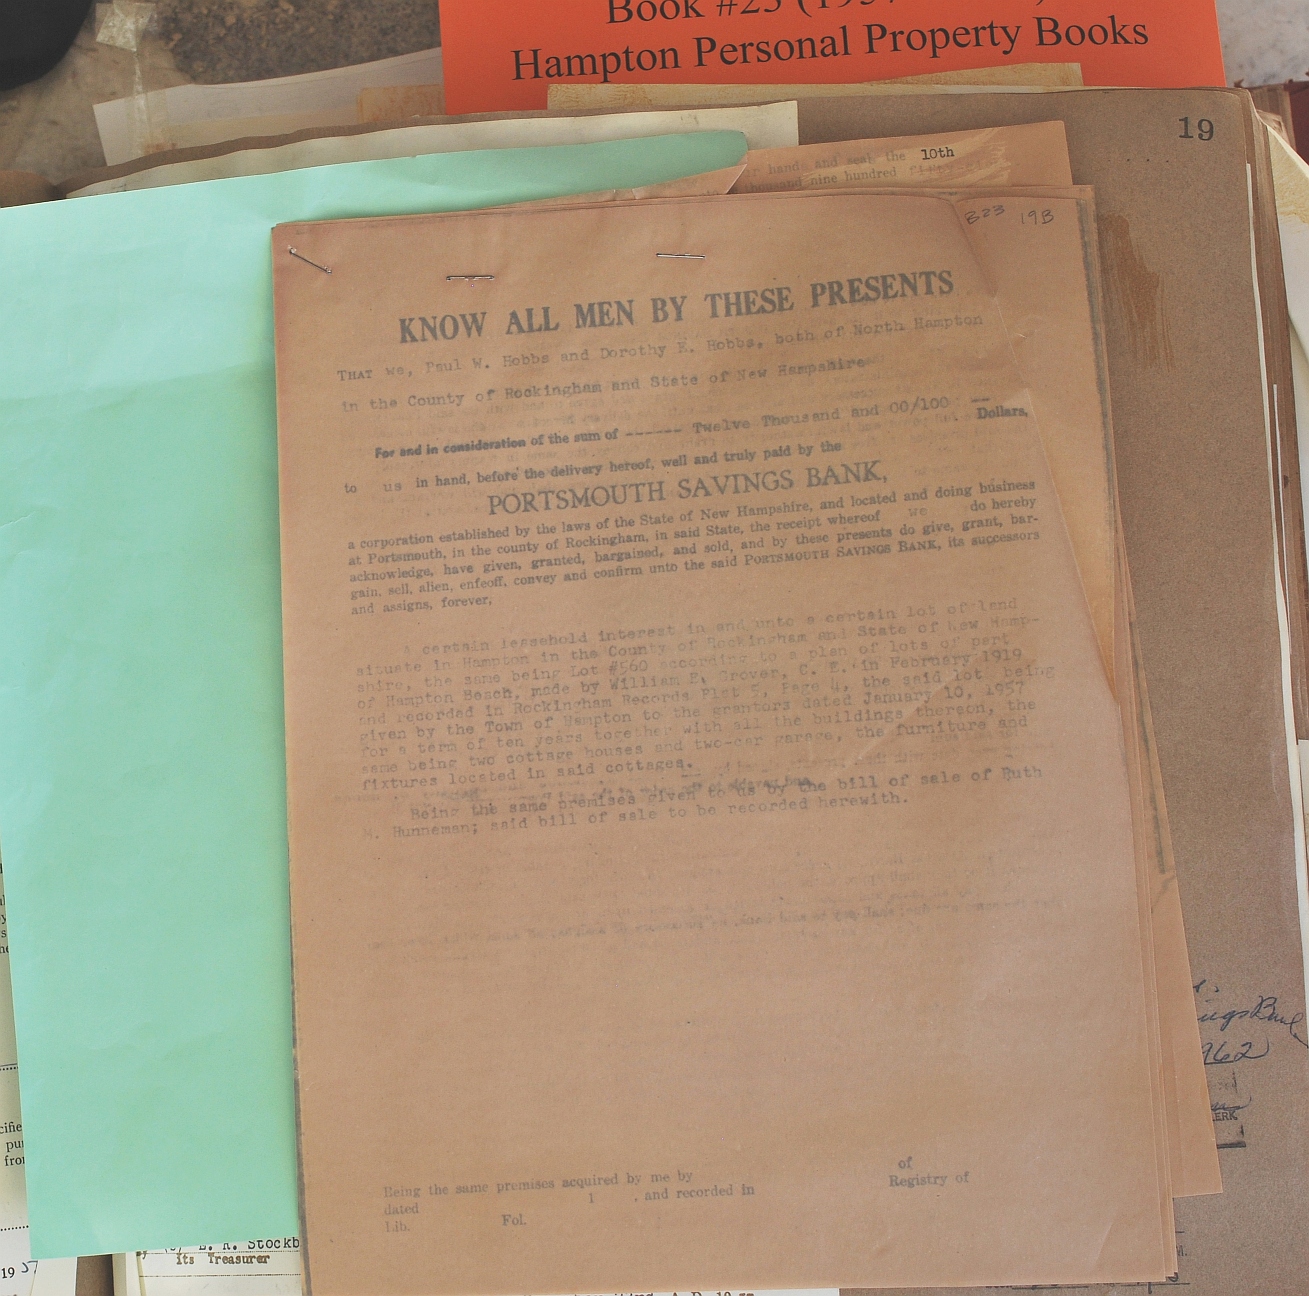 Book #23
Hampton Personal Property Books
19
hand and seal the 10th
thousand nine hundred
B23 19B
KNOW ALL MEN BY THESE PRESENTS
THAT We, Paul W. Hobbs and Dorothy E. Hobbs, both of North Hampton
in the County of Rockingham and State of New Hampshire
For and in consideration of the sum of ------ Twelve Thousand and 00/100 -- Dollars,
to us in hand, before the delivery hereof, well and truly paid by the
PORTSMOUTH SAVINGS BANK,
a corporation established by the laws of the State of New Hampshire, and located and doing business
at Portsmouth, in the county of Rockingham, in said State, the receipt whereof we do hereby
acknowledge, have given, granted, bargained, and sold, and by these presents do give, grant, bar-
gain, sell, alien, enfeoff, convey and confirm unto the said PORTSMOUTH SAVINGS BANK, its successors
and assigns, forever,
A certain leasehold interest in and unto a certain lot of land
situate in Hampton in the County of Rockingham and State of New Hamp-
shire, the same being Lot #560 according to a plan of lots of part
of Hampton Beach, made by William E. Grover, C. E. in February 1919
and recorded in Rockingham Records Plat 5, Page 4, the said lot being
given by the Town of Hampton to the grantors dated January 10, 1957
for a term of ten years together with all the buildings thereon, the
same being two cottage houses and two-car garage, the furniture and
fixtures located in said cottages.
Being the same premises given to us by the bill of sale of Ruth
M. Hunneman; said bill of sale to be recorded herewith.
Being the same premises acquired by me by of
dated 1 , and recorded in Registry of
Lib. Fol.
962
ERK
Its Treasurer
19 57